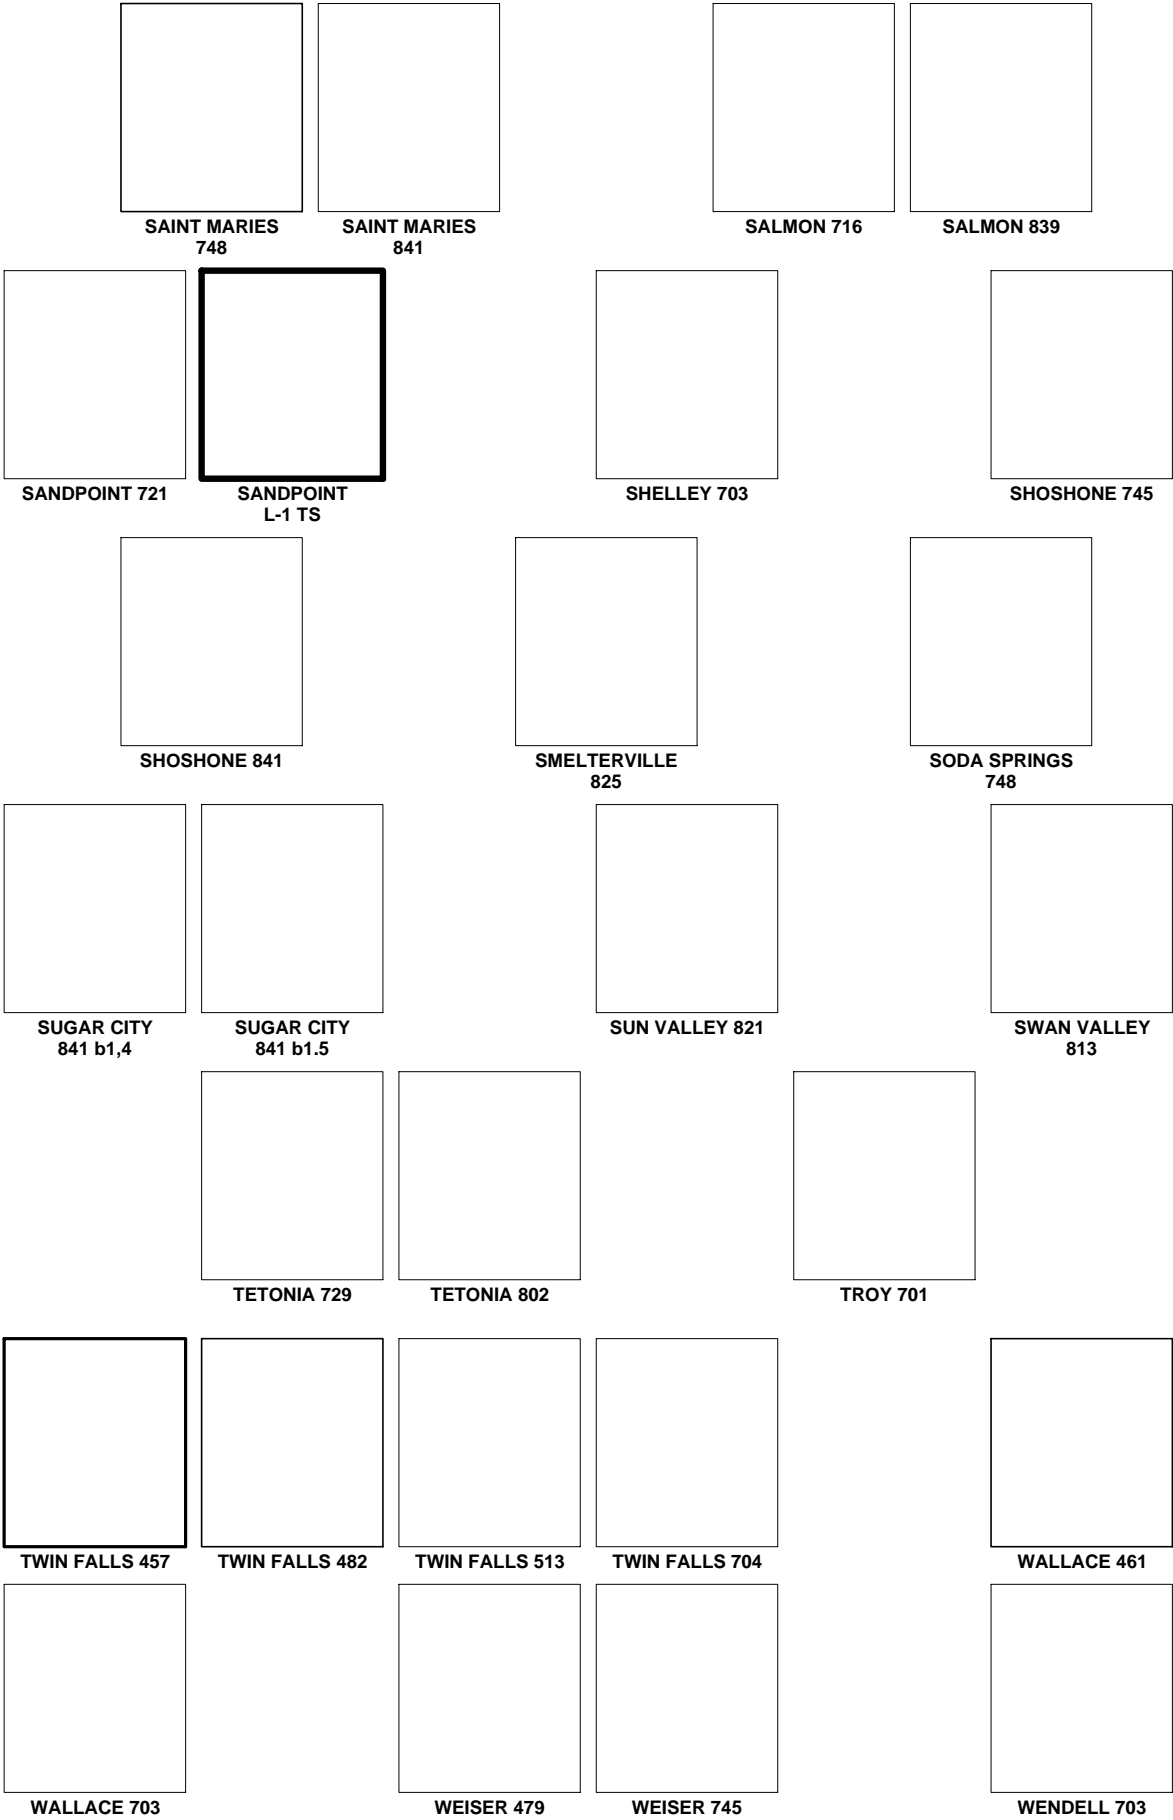 SAINT MARIES
748
SAINT MARIES
841
SALMON 716
SALMON 839
SANDPOINT 721
SANDPOINT
L-1 TS
SHELLEY 703
SHOSHONE 745
SHOSHONE 841
SMELTERVILLE
825
SODA SPRINGS
748
SUGAR CITY
841 b1,4
SUGAR CITY
841 b1.5
SUN VALLEY 821
SWAN VALLEY
813
TETONIA 729
TETONIA 802
TROY 701
TWIN FALLS 457
TWIN FALLS 482
TWIN FALLS 513
TWIN FALLS 704
WALLACE 461
WALLACE 703
WEISER 479
WEISER 745
WENDELL 703